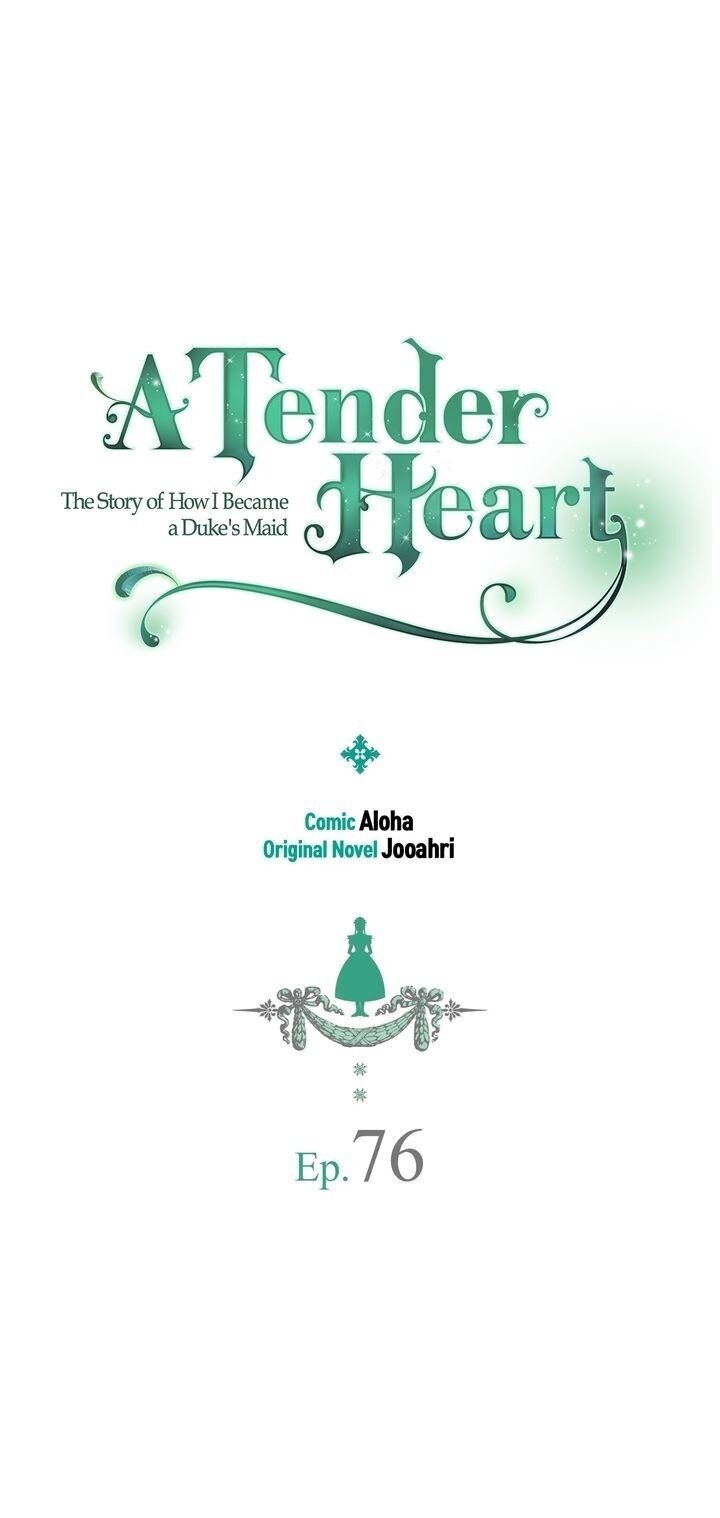 A Tender
Heart
The Story of How I Became
a Duke's Maid
Comic Aloha
Original Novel Jooahri
Ep.76